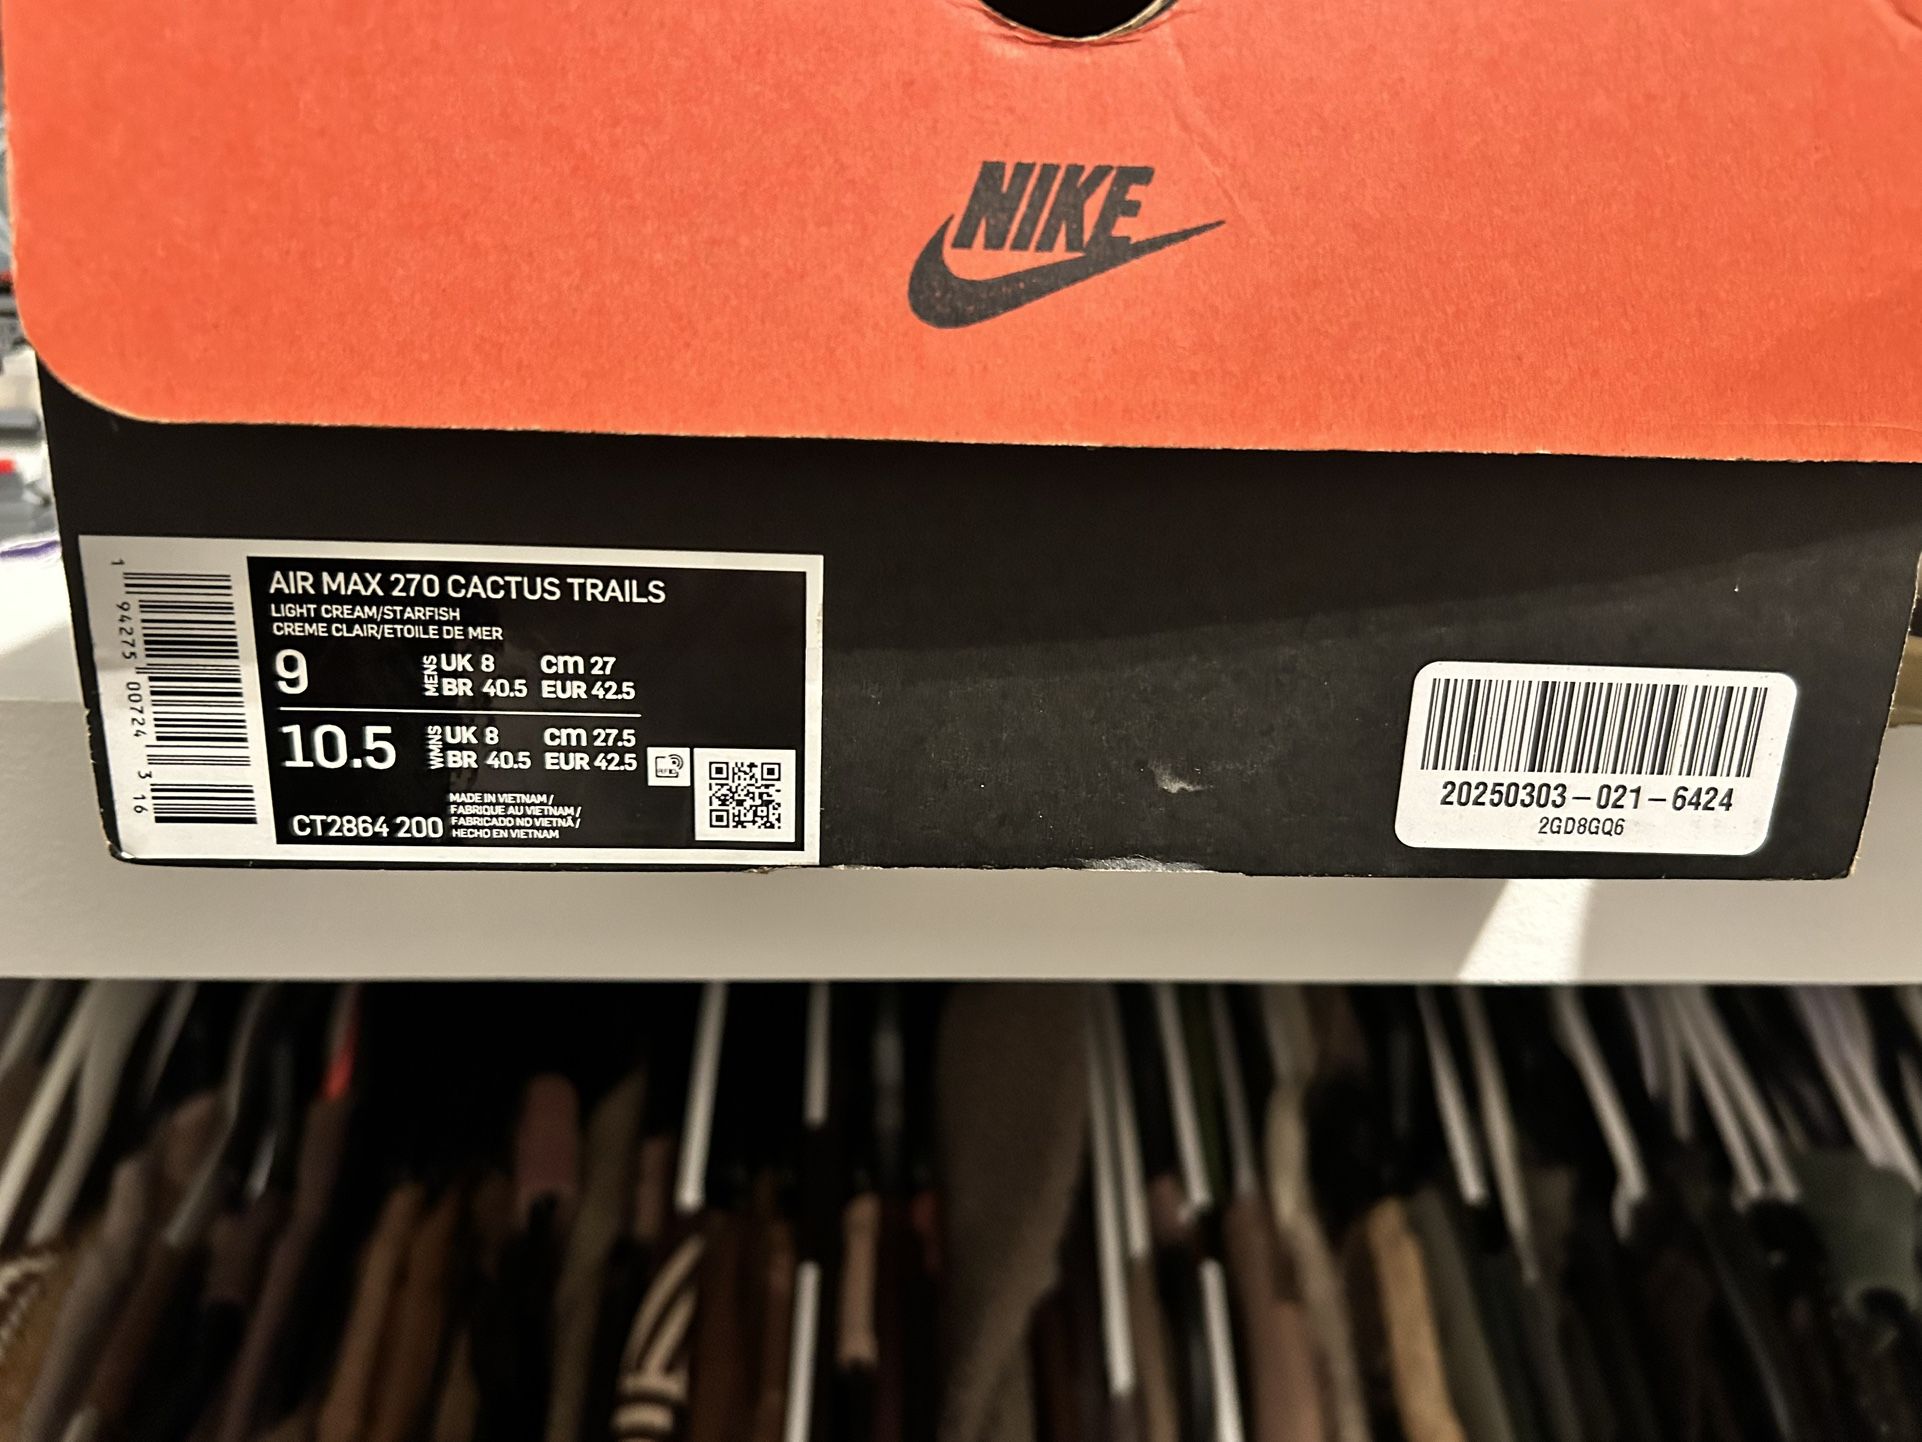 NIKE
1 94275 00724 3 16
AIR MAX 270 CACTUS TRAILS
LIGHT CREAM/STARFISH
CREME CLAIR/ETOILE DE MER
9 MENS UK 8 cm 27
BR 40.5 EUR 42.5
10.5 WMNS UK 8 cm 27.5
BR 40.5 EUR 42.5
MADE IN VIETNAM /
FABRIQUE AU VIETNAM /
FABRICADO NO VIETNÃ /
HECHO EN VIETNAM
CT2864 200
20250303-021-6424
2GD8GQ6